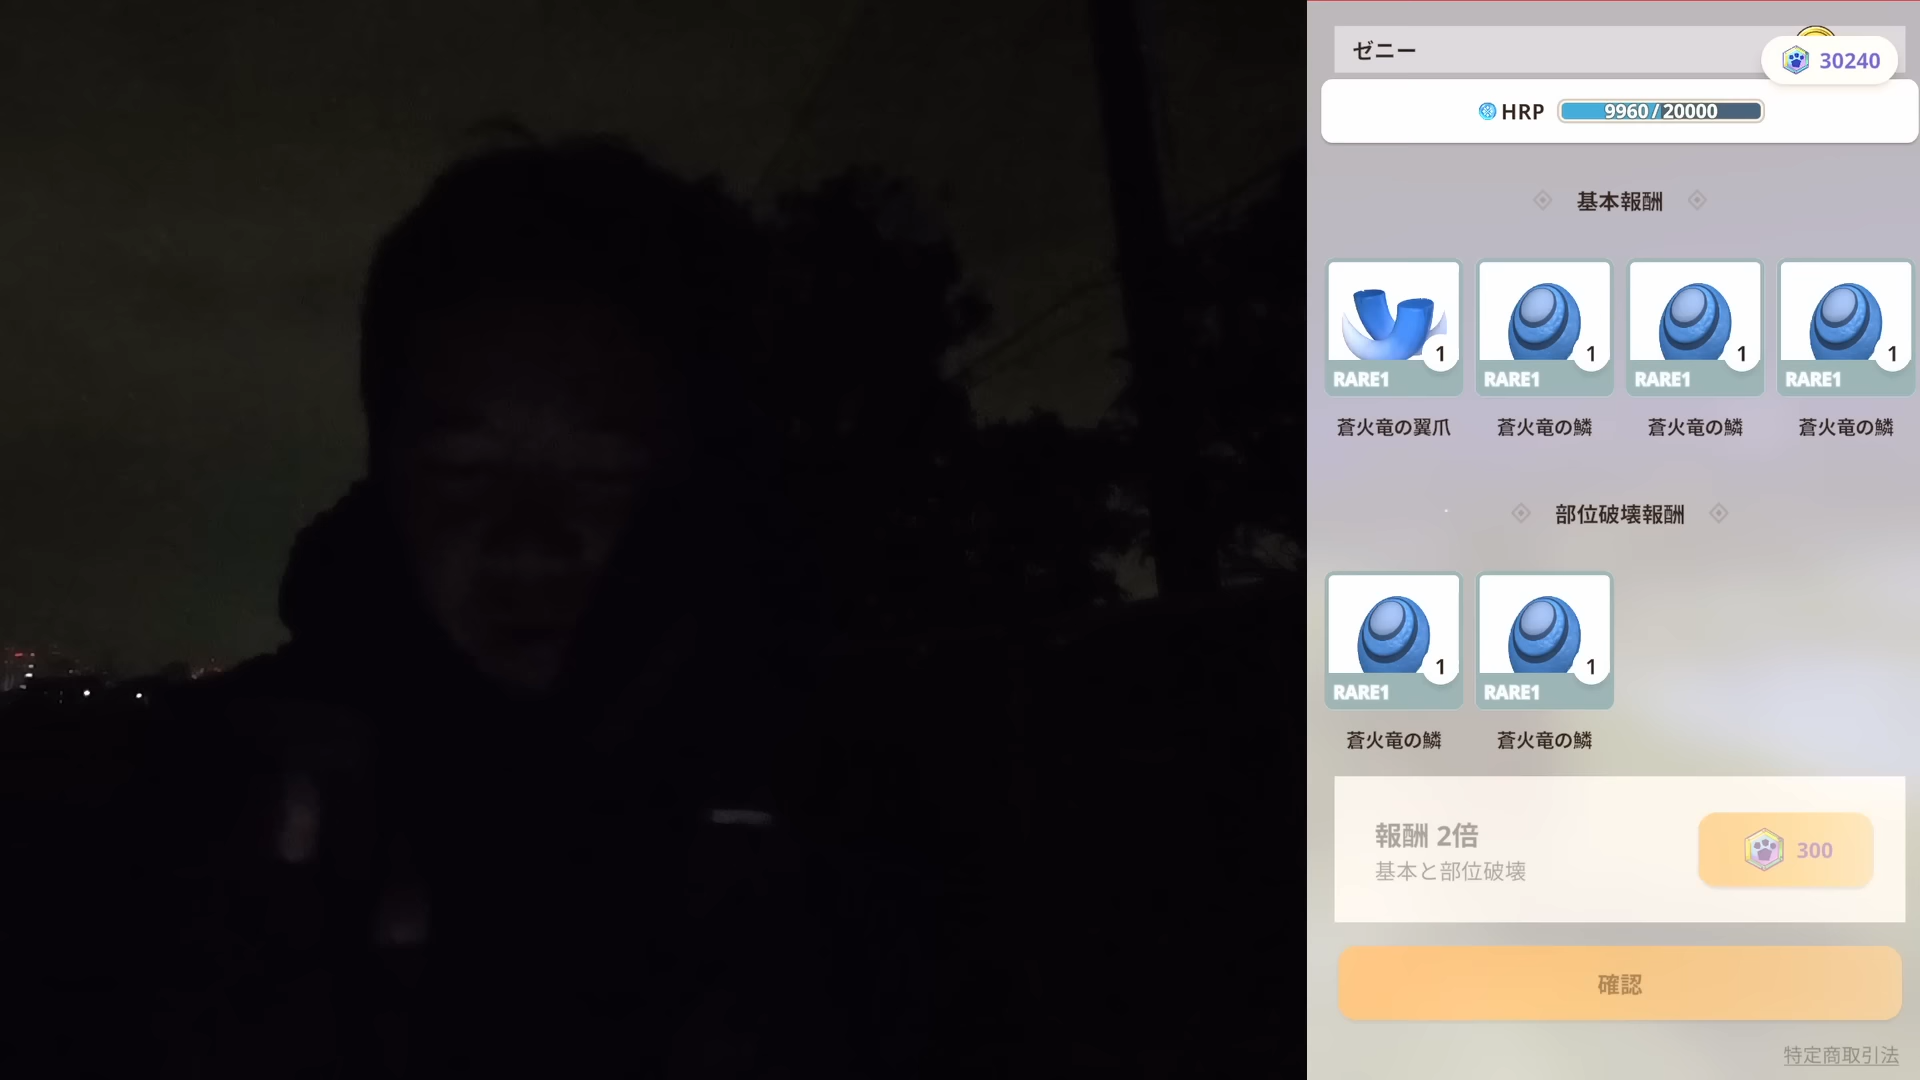 ゼニー
30240
HRP 9960/20000
基本報酬
1 1 1 1
RARE1 RARE1 RARE1 RARE1
蒼火竜の翼爪 蒼火竜の鱗 蒼火竜の鱗 蒼火竜の鱗
部位破壊報酬
1 1
RARE1 RARE1
蒼火竜の鱗 蒼火竜の鱗
報酬 2倍
基本と部位破壊
300
確認
特定商取引法